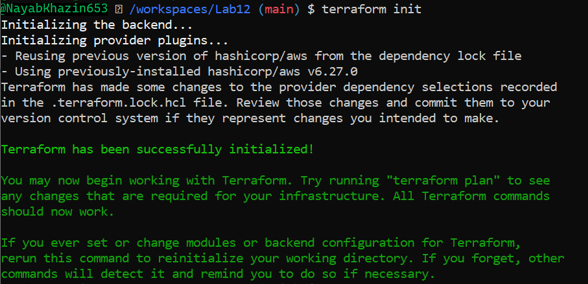 @NayabKhazin653 /workspaces/Lab12 (main) $ terraform init
Initializing the backend...
Initializing provider plugins...
- Reusing previous version of hashicorp/aws from the dependency lock file
- Using previously-installed hashicorp/aws v6.27.0
Terraform has made some changes to the provider dependency selections recorded
in the .terraform.lock.hcl file. Review those changes and commit them to your
version control system if they represent changes you intended to make.
Terraform has been successfully initialized!
You may now begin working with Terraform. Try running "terraform plan" to see
any changes that are required for your infrastructure. All Terraform commands
should now work.
If you ever set or change modules or backend configuration for Terraform,
rerun this command to reinitialize your working directory. If you forget, other
commands will detect it and remind you to do so if necessary.